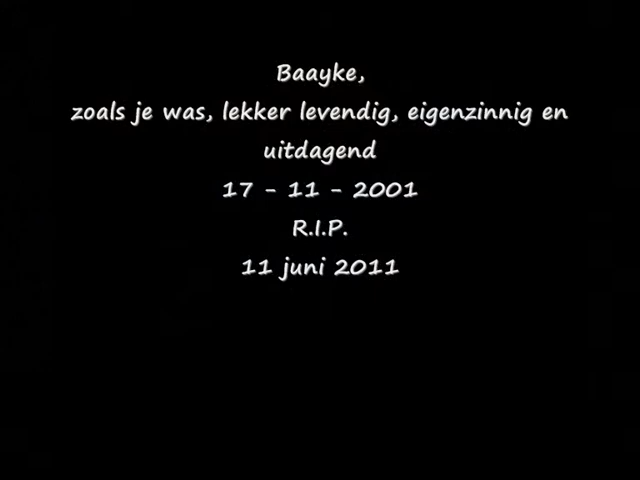 Baayke,
zoals je was, lekker levendig, eigenzinnig en
uitdagend
17 - 11 - 2001
R.I.P.
11 juni 2011